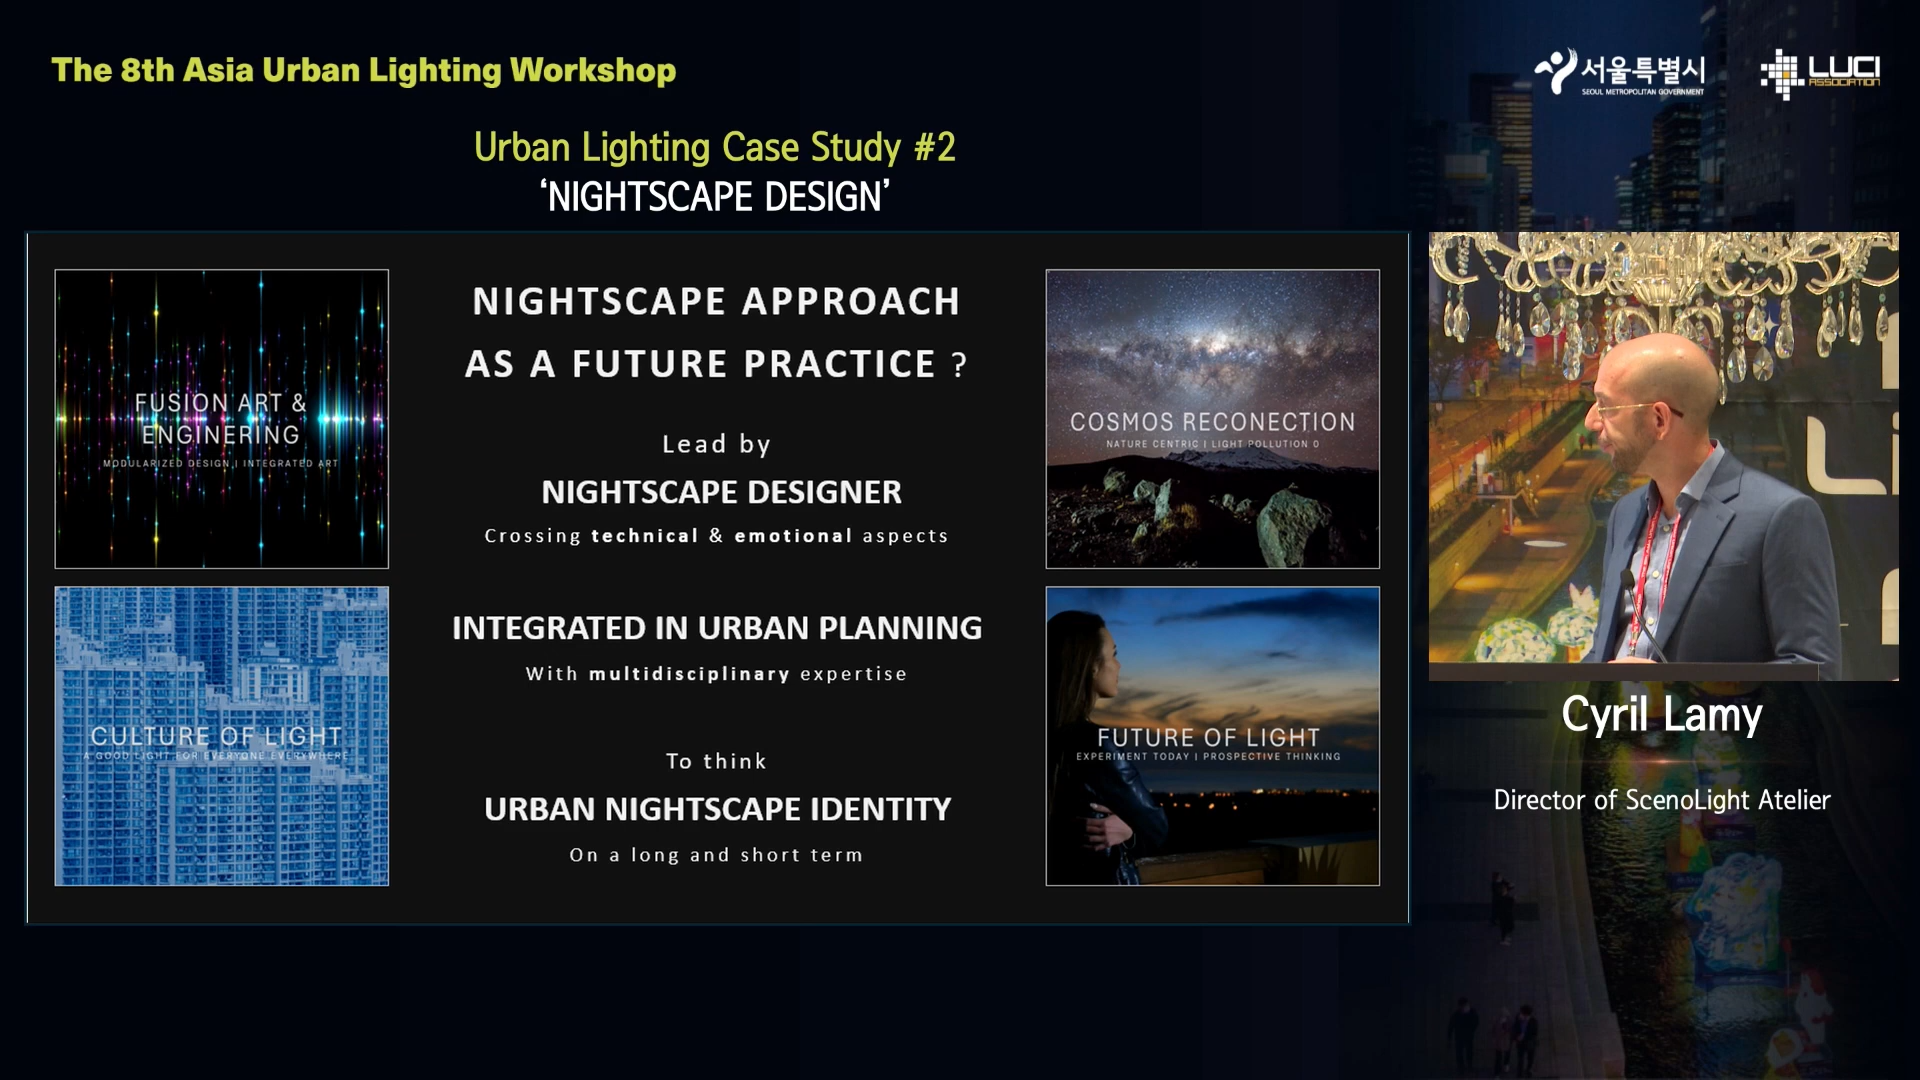 The 8th Asia Urban Lighting Workshop
서울특별시
SEOUL METROPOLITAN GOVERNMENT
LUCI
ASSOCIATION
Urban Lighting Case Study #2
‘NIGHTSCAPE DESIGN’
FUSION ART &
ENGINERING
MODULARIZED DESIGN | INTEGRATED ART
CULTURE OF LIGHT
A GOOD LIGHT FOR EVERYONE EVERYWHERE
NIGHTSCAPE APPROACH
AS A FUTURE PRACTICE ?
Lead by
NIGHTSCAPE DESIGNER
Crossing technical & emotional aspects
INTEGRATED IN URBAN PLANNING
With multidisciplinary expertise
To think
URBAN NIGHTSCAPE IDENTITY
On a long and short term
COSMOS RECONECTION
NATURE CENTRIC | LIGHT POLLUTION 0
FUTURE OF LIGHT
EXPERIMENT TODAY | PROSPECTIVE THINKING
Cyril Lamy
Director of ScenoLight Atelier